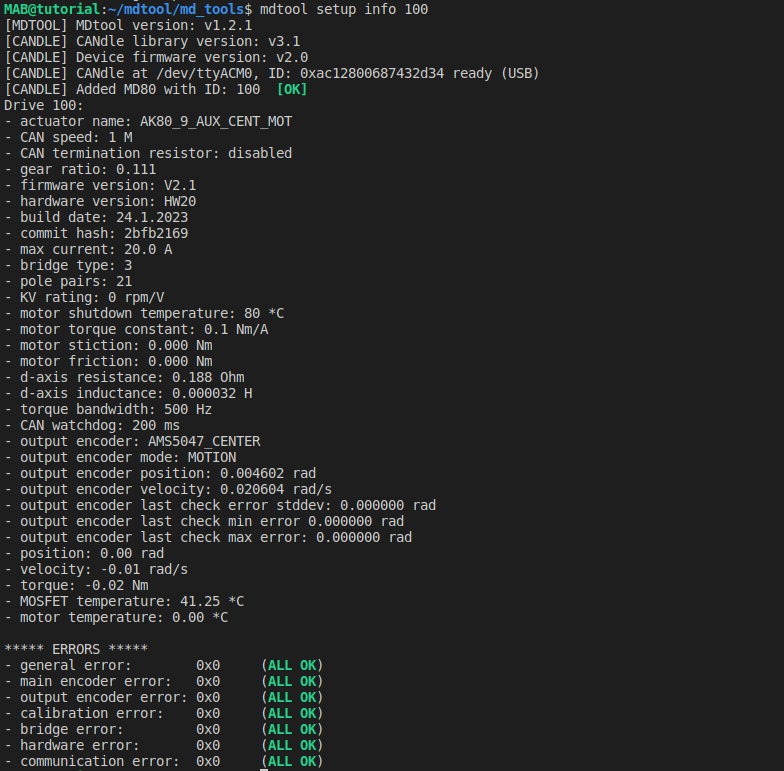 MAB@tutorial:~/mdtool/md_tools$ mdtool setup info 100
[MDTOOL] MDtool version: v1.2.1
[CANDLE] CANdle library version: v3.1
[CANDLE] Device firmware version: v2.0
[CANDLE] CANdle at /dev/ttyACM0, ID: 0xac12800687432d34 ready (USB)
[CANDLE] Added MD80 with ID: 100  [OK]
Drive 100:
- actuator name: AK80_9_AUX_CENT_MOT
- CAN speed: 1 M
- CAN termination resistor: disabled
- gear ratio: 0.111
- firmware version: V2.1
- hardware version: HW20
- build date: 24.1.2023
- commit hash: 2bfb2169
- max current: 20.0 A
- bridge type: 3
- pole pairs: 21
- KV rating: 0 rpm/V
- motor shutdown temperature: 80 *C
- motor torque constant: 0.1 Nm/A
- motor stiction: 0.000 Nm
- motor friction: 0.000 Nm
- d-axis resistance: 0.188 Ohm
- d-axis inductance: 0.000032 H
- torque bandwidth: 500 Hz
- CAN watchdog: 200 ms
- output encoder: AMS5047_CENTER
- output encoder mode: MOTION
- output encoder position: 0.004602 rad
- output encoder velocity: 0.020604 rad/s
- output encoder last check error stddev: 0.000000 rad
- output encoder last check min error 0.000000 rad
- output encoder last check max error: 0.000000 rad
- position: 0.00 rad
- velocity: -0.01 rad/s
- torque: -0.02 Nm
- MOSFET temperature: 41.25 *C
- motor temperature: 0.00 *C
***** ERRORS *****
- general error:        0x0     (ALL OK)
- main encoder error:   0x0     (ALL OK)
- output encoder error: 0x0     (ALL OK)
- calibration error:    0x0     (ALL OK)
- bridge error:         0x0     (ALL OK)
- hardware error:       0x0     (ALL OK)
- communication error:  0x0     (ALL OK)